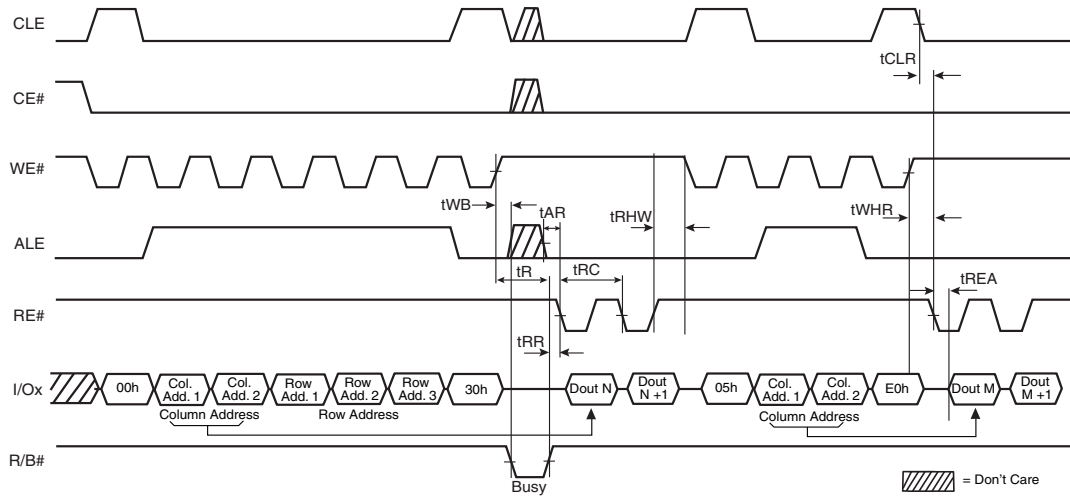 CLE
tCLR
CE#
WE#
tWB
tAR
tRHW
tWHR
ALE
tR
tRC
tREA
RE#
tRR
I/Ox
00h
Col. Add. 1
Col. Add. 2
Row Add. 1
Row Add. 2
Row Add. 3
30h
Dout N
Dout N +1
05h
Col. Add. 1
Col. Add. 2
E0h
Dout M
Dout M +1
Column Address
Row Address
Column Address
R/B#
Busy
= Don't Care